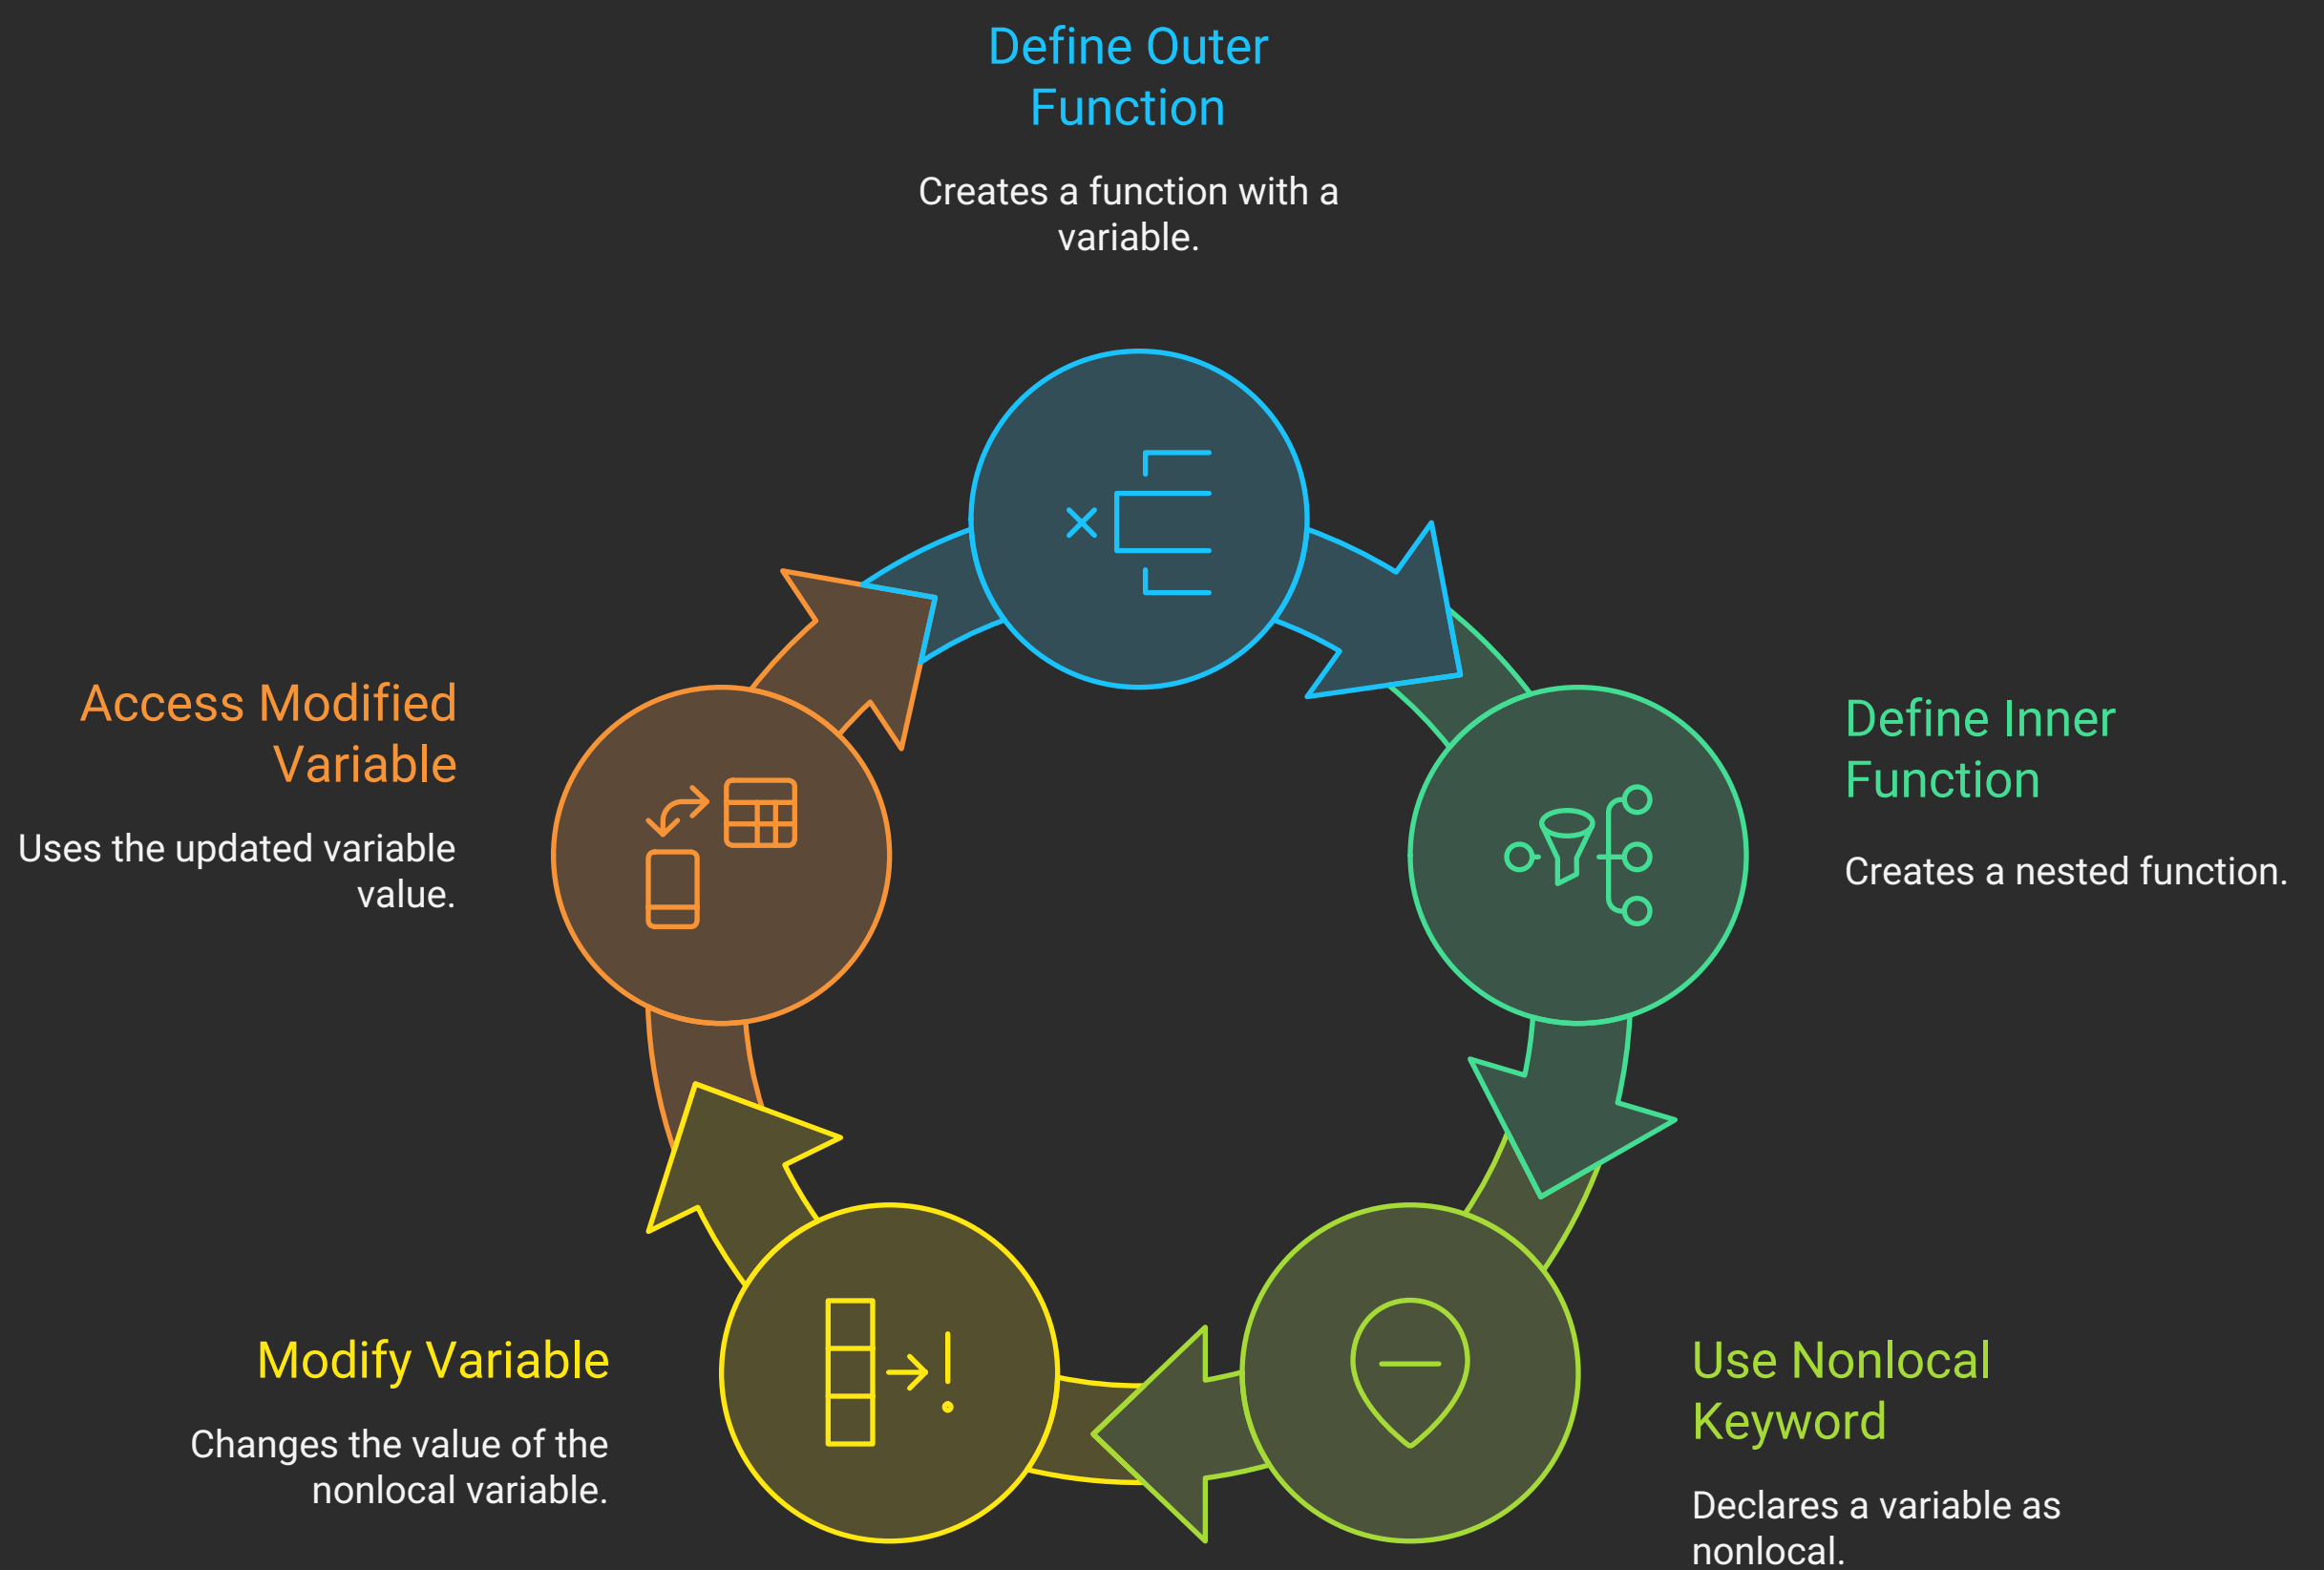 Define Outer
Function
Creates a function with a
variable.
Define Inner
Function
Creates a nested function.
Use Nonlocal
Keyword
Declares a variable as
nonlocal.
Modify Variable
Changes the value of the
nonlocal variable.
Access Modified
Variable
Uses the updated variable
value.